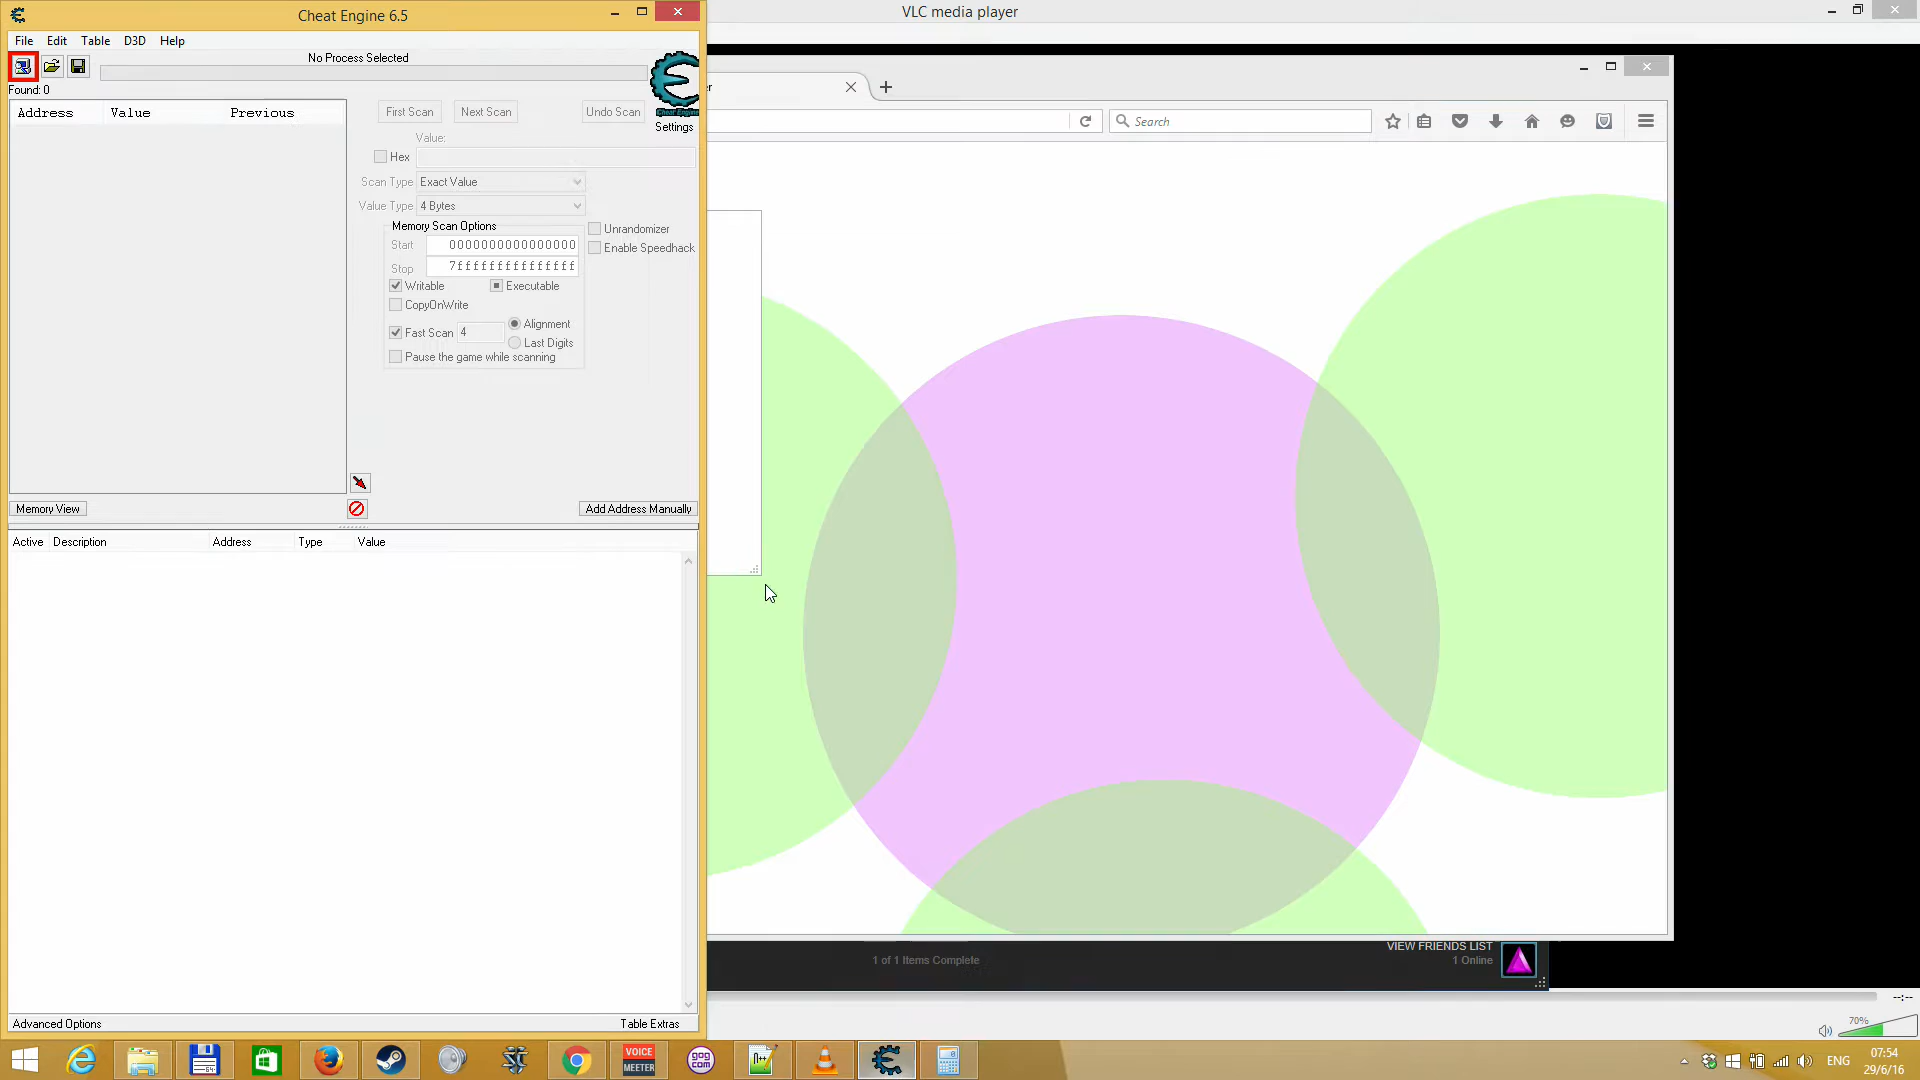 Cheat Engine 6.5
VLC media player
File Edit Table D3D Help
No Process Selected
Found: 0
Address Value Previous
First Scan Next Scan Undo Scan
Cheat Engine
Settings
Value:
Hex
Scan Type Exact Value
Value Type 4 Bytes
Memory Scan Options
Start 0000000000000000
Stop 7fffffffffffffff
Writable Executable
CopyOnWrite
Fast Scan 4 Alignment
Last Digits
Pause the game while scanning
Unrandomizer
Enable Speedhack
Memory View
Add Address Manually
Active Description Address Type Value
Advanced Options Table Extras
r
Search
VIEW FRIENDS LIST
1 of 1 Items Complete
1 Online
--:--
70%
64
VOICE MEETER
gog
com
n++
ENG
07:54
29/6/16